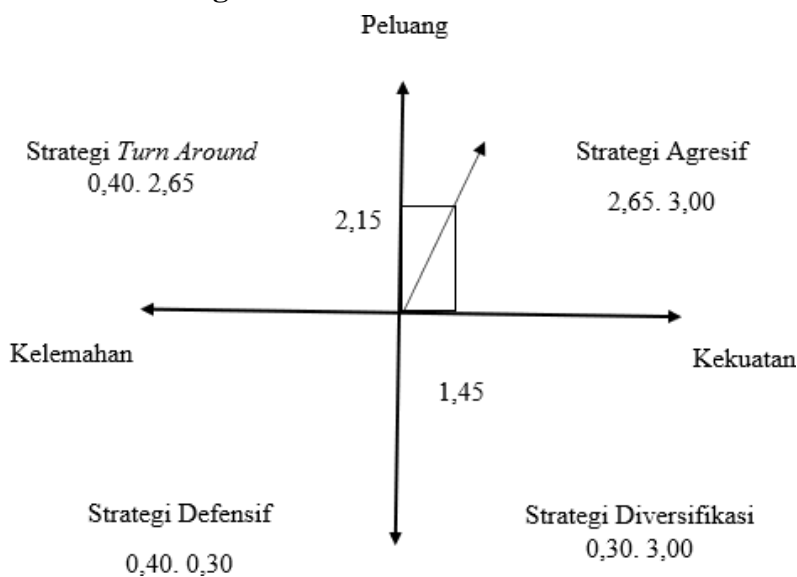 Peluang
Strategi Turn Around
0,40. 2,65
Strategi Agresif
2,65. 3,00
2,15
Kelemahan
Kekuatan
1,45
Strategi Defensif
0,40. 0,30
Strategi Diversifikasi
0,30. 3,00